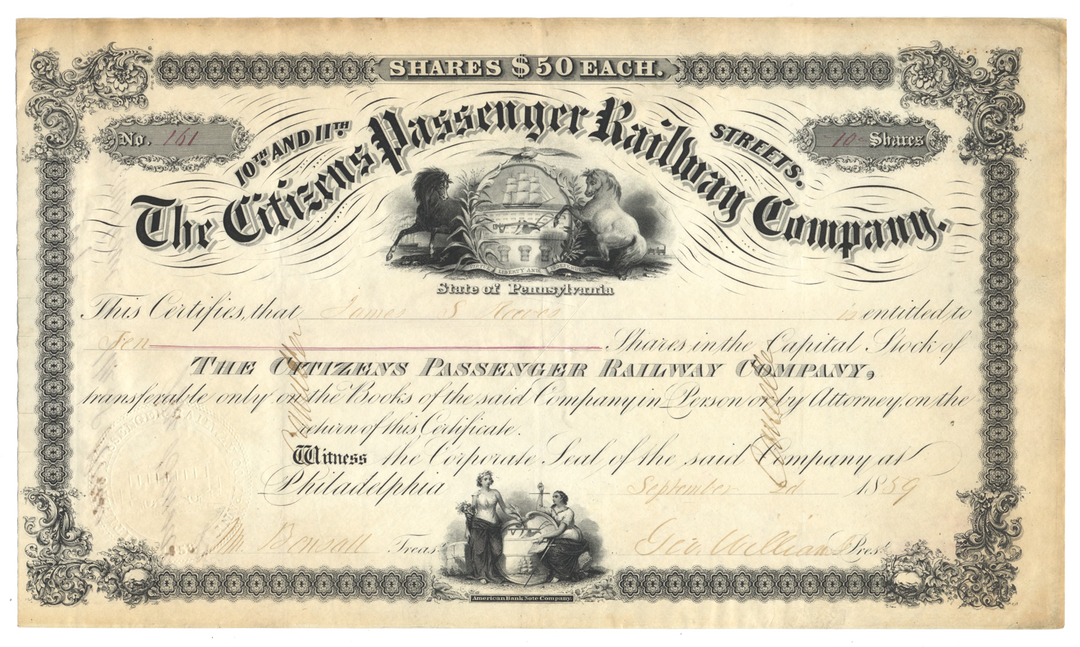 SHARES $50 EACH.
No. 161
10TH AND 11TH STREETS.
10 Shares
The Citizens Passenger Railway Company.
LIBERTY AND
State of Pennsylvania
This Certifies, that James S is entitled to
Ten Shares in the Capital Stock of
THE CITIZENS PASSENGER RAILWAY COMPANY,
transferable only on the Books of the said Company in Person or by Attorney, on the
return of this Certificate.
Witness the Corporate Seal of the said Company at
Philadelphia September 2d 1859
Wm Bonsall Treas. Geo. Williams Prest
American Bank Note Company